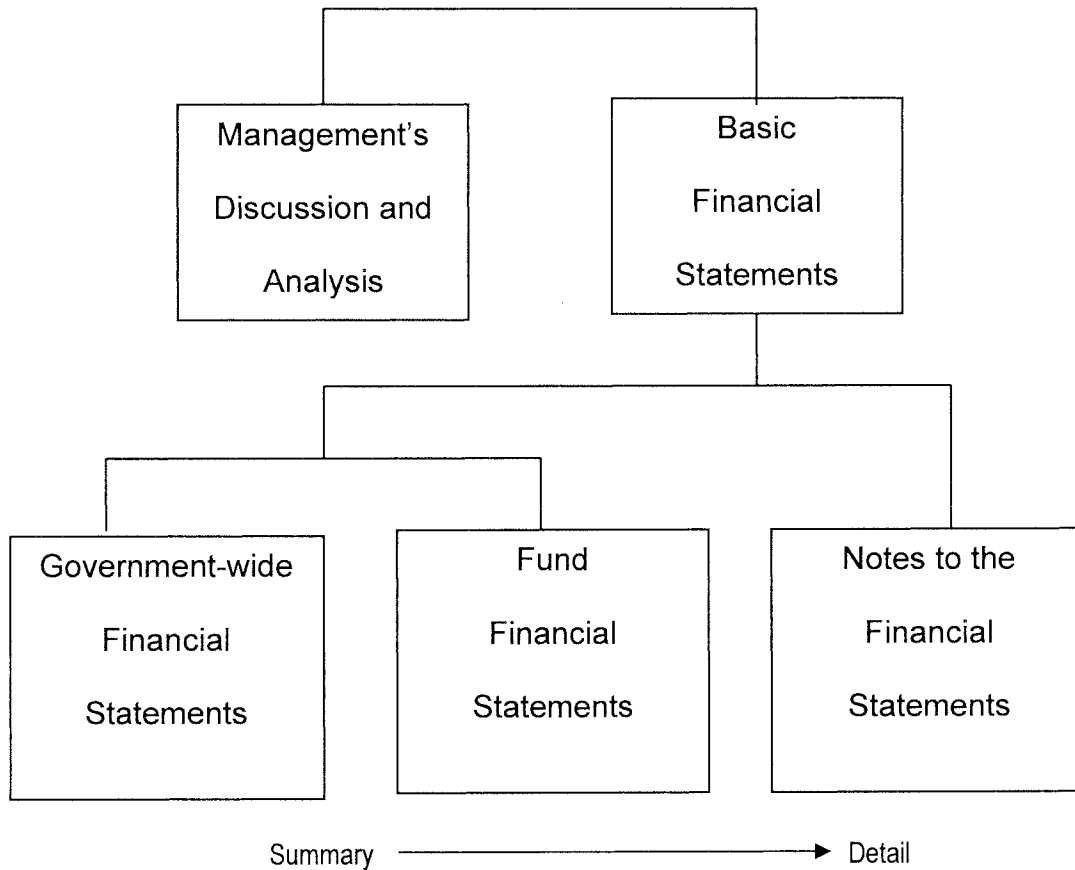 Management's
Discussion and
Analysis
Basic
Financial
Statements
Government-wide
Financial
Statements
Fund
Financial
Statements
Notes to the
Financial
Statements
Summary
Detail